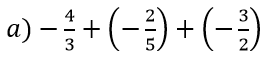 a) − 4/3 + (− 2/5) + (− 3/2)